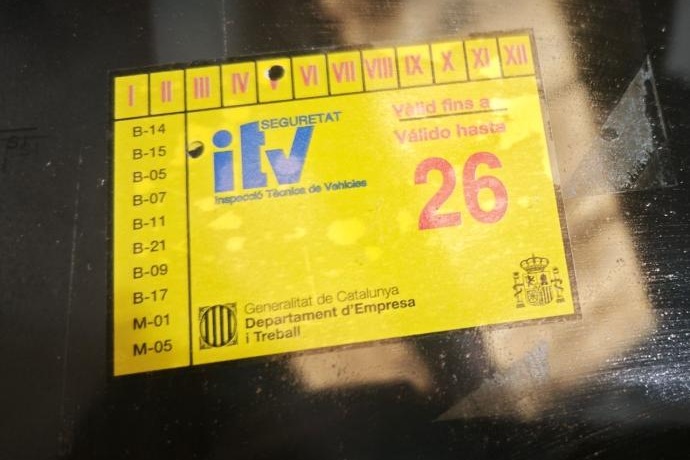 I II III IV V VI VII VIII IX X XI XII
B-14
B-15
B-05
B-07
B-11
B-21
B-09
B-17
M-01
M-05
SEGURETAT
itv
Inspecció Tècnica de Vehicles
Vàlid fins a
Válido hasta
26
Generalitat de Catalunya
Departament d'Empresa
i Treball